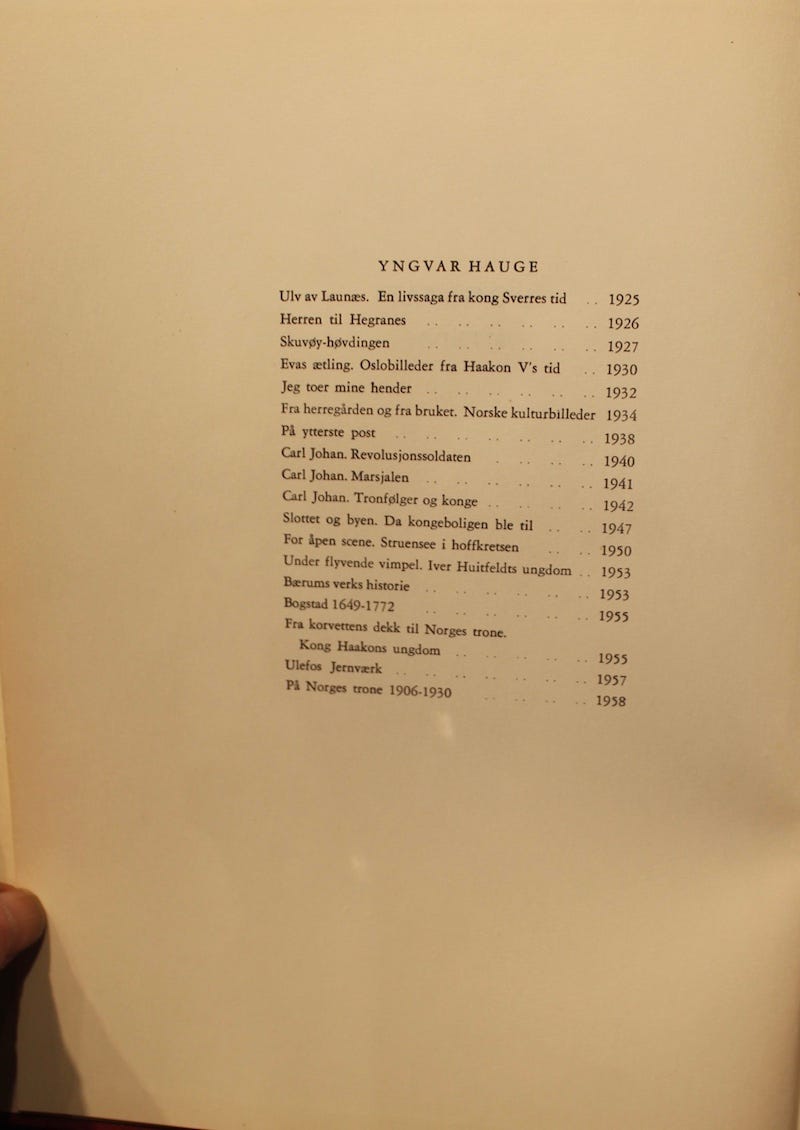 YNGVAR HAUGE
Ulv av Launæs. En livssaga fra kong Sverres tid . . 1925
Herren til Hegranes . . . . . . . . . . . . 1926
Skuvøy-høvdingen . . . . . . . . . . . . 1927
Evas ætling. Oslobilleder fra Haakon V's tid . . 1930
Jeg toer mine hender . . . . . . . . . . . . 1932
Fra herregården og fra bruket. Norske kulturbilleder 1934
På ytterste post . . . . . . . . . . . . . . 1938
Carl Johan. Revolusjonssoldaten . . . . . . . 1940
Carl Johan. Marsjalen . . . . . . . . . . . . 1941
Carl Johan. Tronfølger og konge . . . . . . . . 1942
Slottet og byen. Da kongeboligen ble til . . . . 1947
For åpen scene. Struensee i hoffkretsen . . . . 1950
Under flyvende vimpel. Iver Huitfeldts ungdom . . 1953
Bærums verks historie . . . . . . . . . . . . 1953
Bogstad 1649-1772 . . . . . . . . . . . . 1955
Fra korvettens dekk til Norges trone.
Kong Haakons ungdom . . . . . . . . . . 1955
Ulefos Jernværk . . . . . . . . . . . . . . 1957
På Norges trone 1906-1930 . . . . . . . . 1958